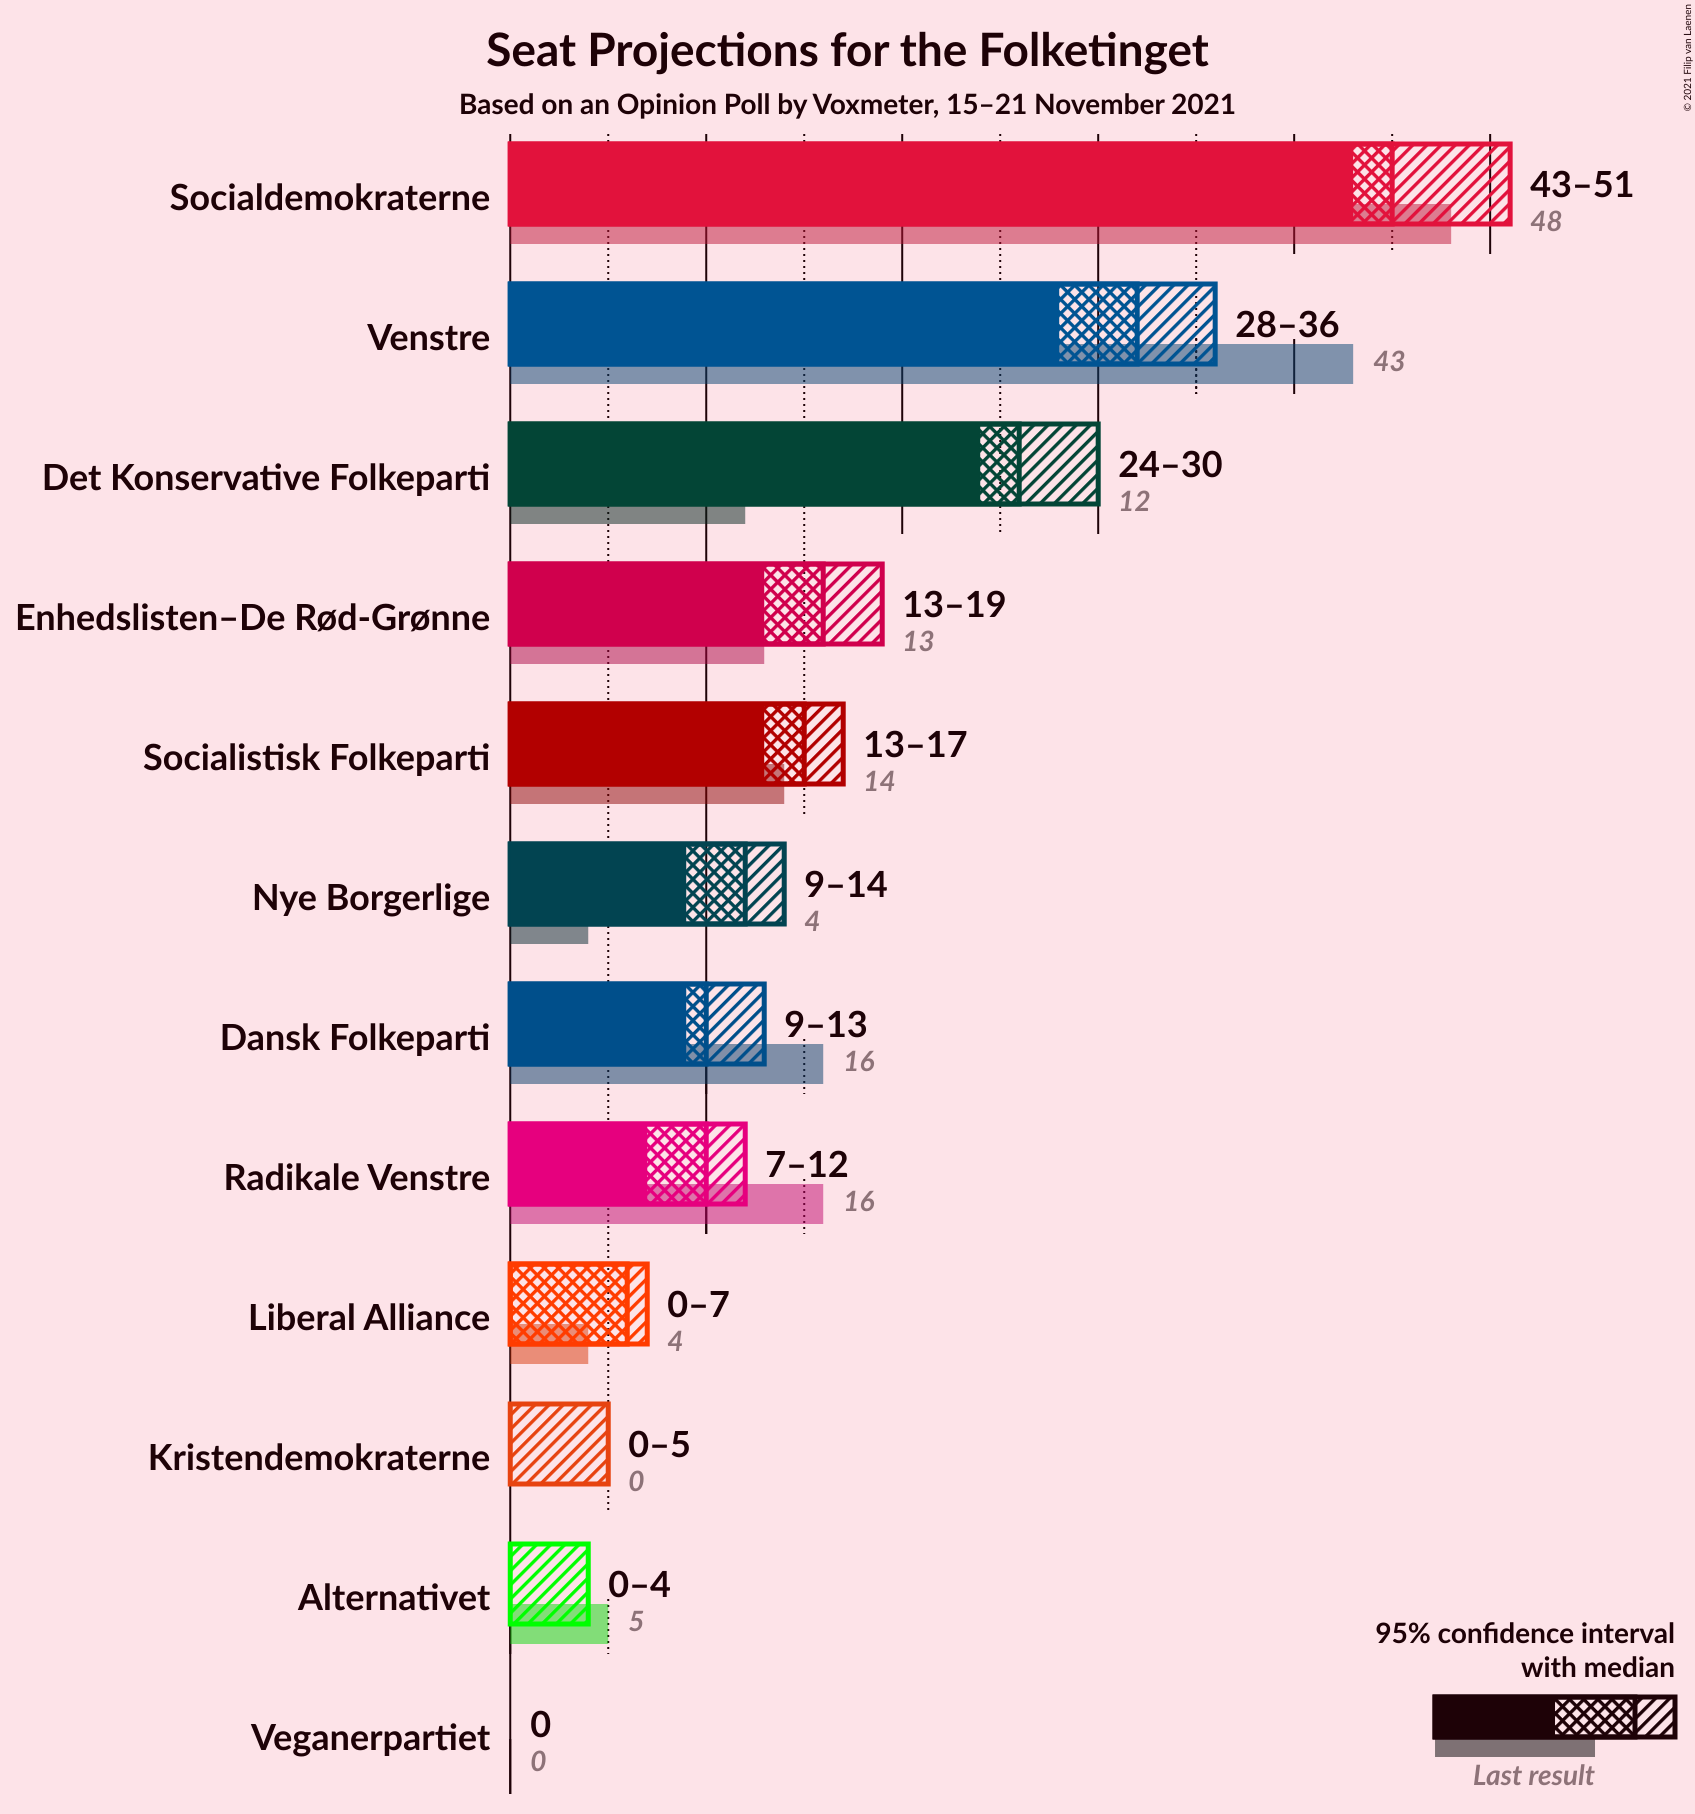 Seat Projections for the Folketinget
Based on an Opinion Poll by Voxmeter, 15–21 November 2021
© 2021 Filip van Laenen
Socialdemokraterne
43–51
48
Venstre
28–36
43
Det Konservative Folkeparti
24–30
12
Enhedslisten–De Rød-Grønne
13–19
13
Socialistisk Folkeparti
13–17
14
Nye Borgerlige
9–14
4
Dansk Folkeparti
9–13
16
Radikale Venstre
7–12
16
Liberal Alliance
0–7
4
Kristendemokraterne
0–5
0
Alternativet
0–4
5
Veganerpartiet
0
0
95% confidence interval
with median
Last result